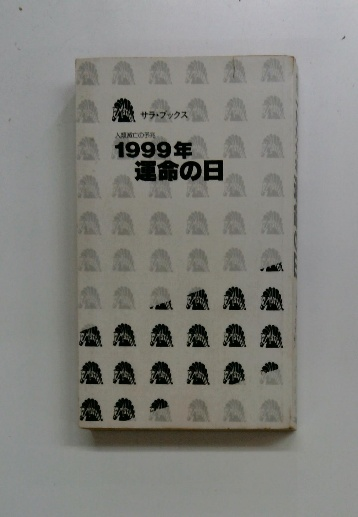 サラ・ブックス
人類滅亡の予兆
1999年
運命の日